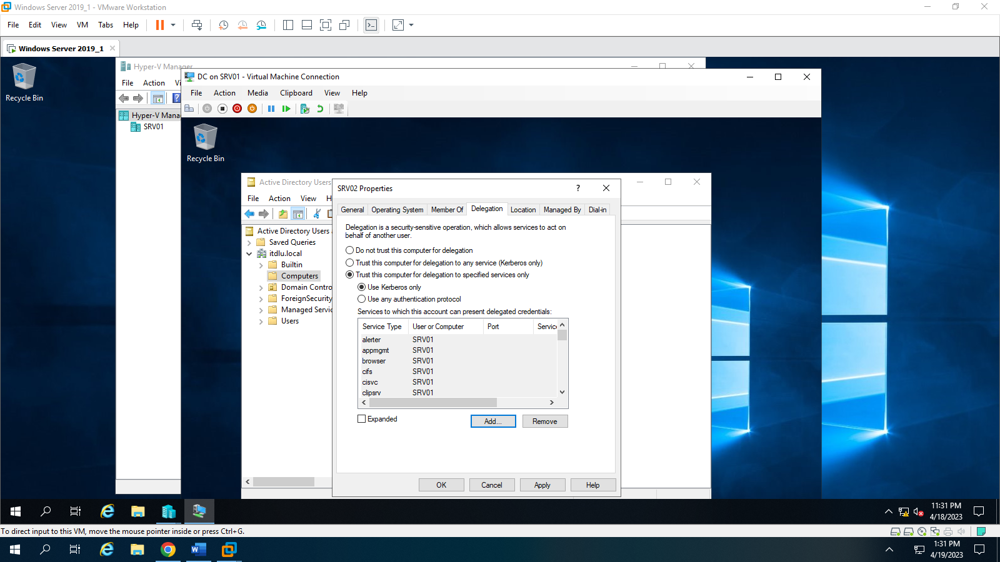 Windows Server 2019_1 - VMware Workstation
File Edit View VM Tabs Help
Windows Server 2019_1
Recycle Bin
Hyper-V Manager
File Action Vi
Hyper-V Mana
SRV01
DC on SRV01 - Virtual Machine Connection
File Action Media Clipboard View Help
Recycle Bin
Active Directory Users
File Action View H
Active Directory Users
Saved Queries
itdlu.local
Builtin
Computers
Domain Contro
ForeignSecurity
Managed Servic
Users
SRV02 Properties
General Operating System Member Of Delegation Location Managed By Dial-in
Delegation is a security-sensitive operation, which allows services to act on
behalf of another user.
Do not trust this computer for delegation
Trust this computer for delegation to any service (Kerberos only)
Trust this computer for delegation to specified services only
Use Kerberos only
Use any authentication protocol
Services to which this account can present delegated credentials:
Service Type User or Computer Port Servic
alerter SRV01
appmgmt SRV01
browser SRV01
cifs SRV01
cisvc SRV01
clipsrv SRV01
Expanded
Add... Remove
OK Cancel Apply Help
11:31 PM
4/18/2023
To direct input to this VM, move the mouse pointer inside or press Ctrl+G.
1:31 PM
4/19/2023